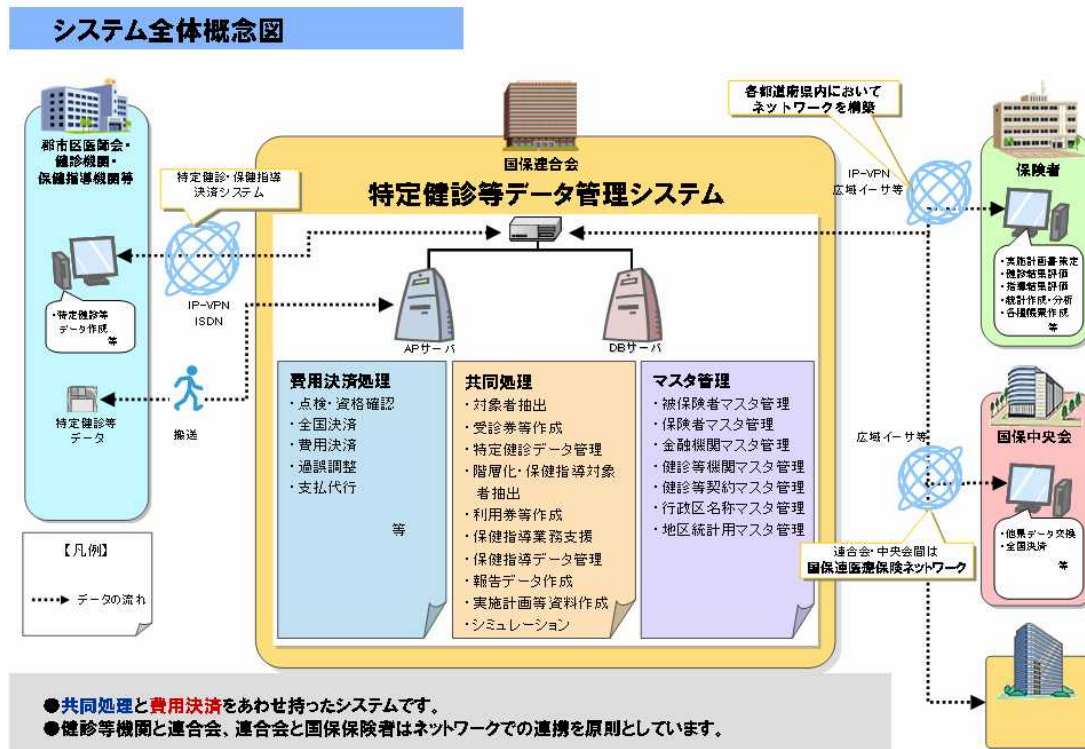 システム全体概念図
郡市区医師会・
健診機関・
保健指導機関等
・特定健診等
データ作成
等
特定健診等
データ
【凡例】
データの流れ
特定健診・保健指導
決済システム
IP-VPN
ISDN
搬送
国保連合会
特定健診等データ管理システム
APサーバ
DBサーバ
費用決済処理
・点検・資格確認
・全国決済
・費用決済
・過誤調整
・支払代行
等
共同処理
・対象者抽出
・受診券等作成
・特定健診データ管理
・階層化・保健指導対象
者抽出
・利用券等作成
・保健指導業務支援
・保健指導データ管理
・報告データ作成
・実施計画等資料作成
・シミュレーション
マスタ管理
・被保険者マスタ管理
・保険者マスタ管理
・金融機関マスタ管理
・健診等機関マスタ管理
・健診等契約マスタ管理
・行政区名称マスタ管理
・地区統計用マスタ管理
各都道府県内において
ネットワークを構築
IP-VPN
広域イーサ等
保険者
・実施計画書策定
・健診結果評価
・指導結果評価
・統計作成・分析
・各種帳票作成
等
広域イーサ等
国保中央会
・他県データ交換
・全国決済
等
連合会・中央会間は
国保連医療保険ネットワーク
●共同処理と費用決済をあわせ持ったシステムです。
●健診等機関と連合会、連合会と国保保険者はネットワークでの連携を原則としています。